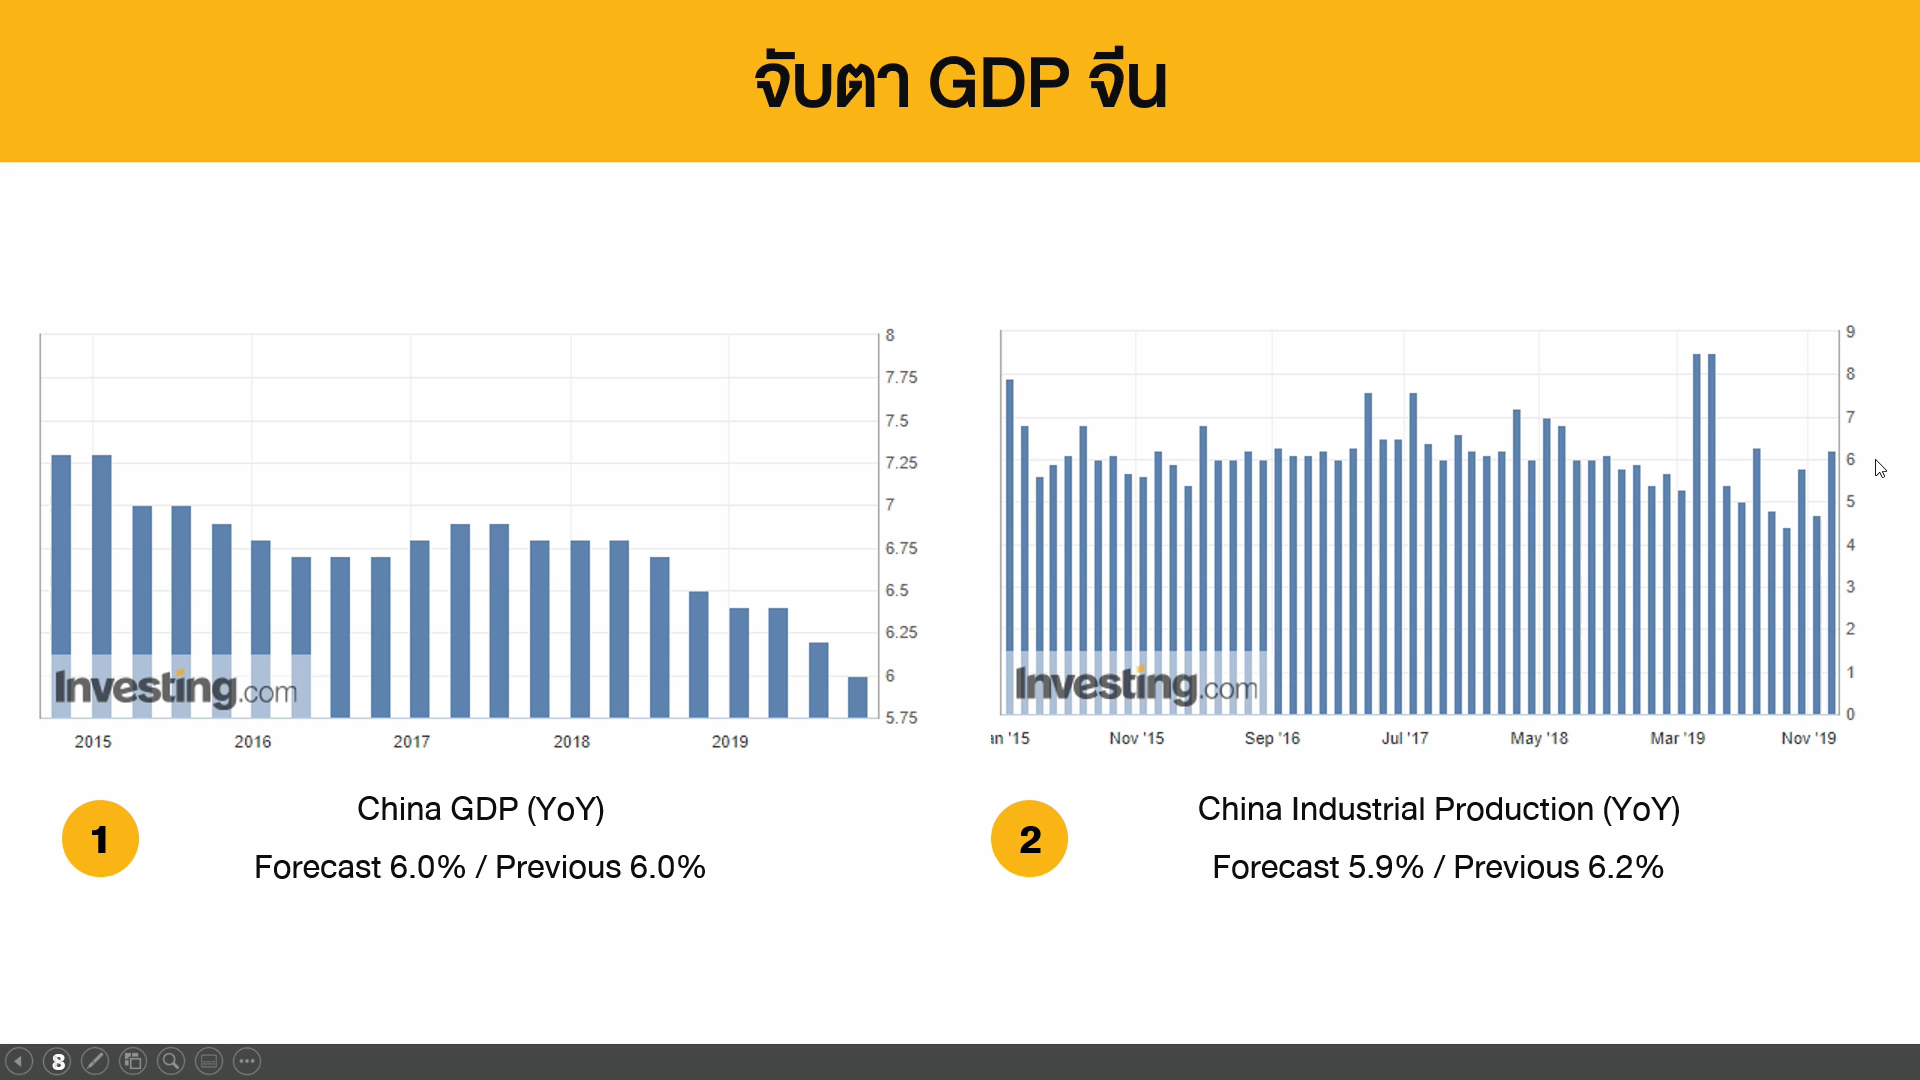 จับตา GDP จีน
8
7.75
7.5
7.25
7
6.75
6.5
6.25
6
5.75
Investing.com
2015 2016 2017 2018 2019
9
8
7
6
5
4
3
2
1
0
Investing.com
an '15 Nov '15 Sep '16 Jul '17 May '18 Mar '19 Nov '19
1
China GDP (YoY)
Forecast 6.0% / Previous 6.0%
2
China Industrial Production (YoY)
Forecast 5.9% / Previous 6.2%
8